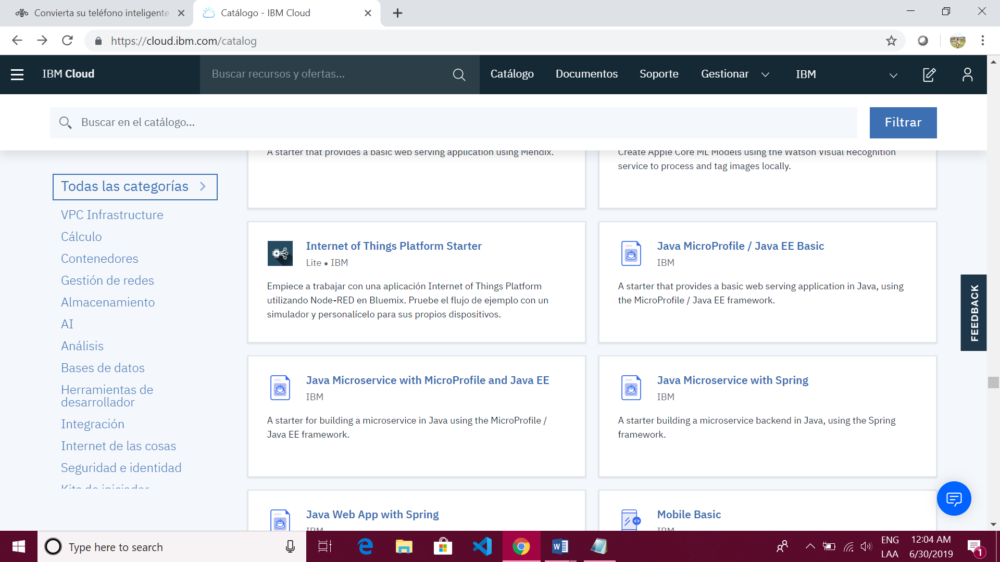 Convierta su teléfono inteligente
Catálogo - IBM Cloud
https://cloud.ibm.com/catalog
IBM Cloud
Buscar recursos y ofertas...
Catálogo
Documentos
Soporte
Gestionar
IBM
Buscar en el catálogo...
Filtrar
Todas las categorías
VPC Infrastructure
Cálculo
Contenedores
Gestión de redes
Almacenamiento
AI
Análisis
Bases de datos
Herramientas de
desarrollador
Integración
Internet de las cosas
Seguridad e identidad
Kits de iniciador
A starter that provides a basic web serving application using Mendix.
Create Apple Core ML Models using the Watson Visual Recognition
service to process and tag images locally.
Internet of Things Platform Starter
Lite • IBM
Empiece a trabajar con una aplicación Internet of Things Platform
utilizando Node-RED en Bluemix. Pruebe el flujo de ejemplo con un
simulador y personalícelo para sus propios dispositivos.
Java MicroProfile / Java EE Basic
IBM
A starter that provides a basic web serving application in Java, using
the MicroProfile / Java EE framework.
Java Microservice with MicroProfile and Java EE
IBM
A starter for building a microservice in Java using the MicroProfile /
Java EE framework.
Java Microservice with Spring
IBM
A starter building a microservice backend in Java, using the Spring
framework.
Java Web App with Spring
IBM
Mobile Basic
IBM
FEEDBACK
Type here to search
ENG
LAA
12:04 AM
6/30/2019
1